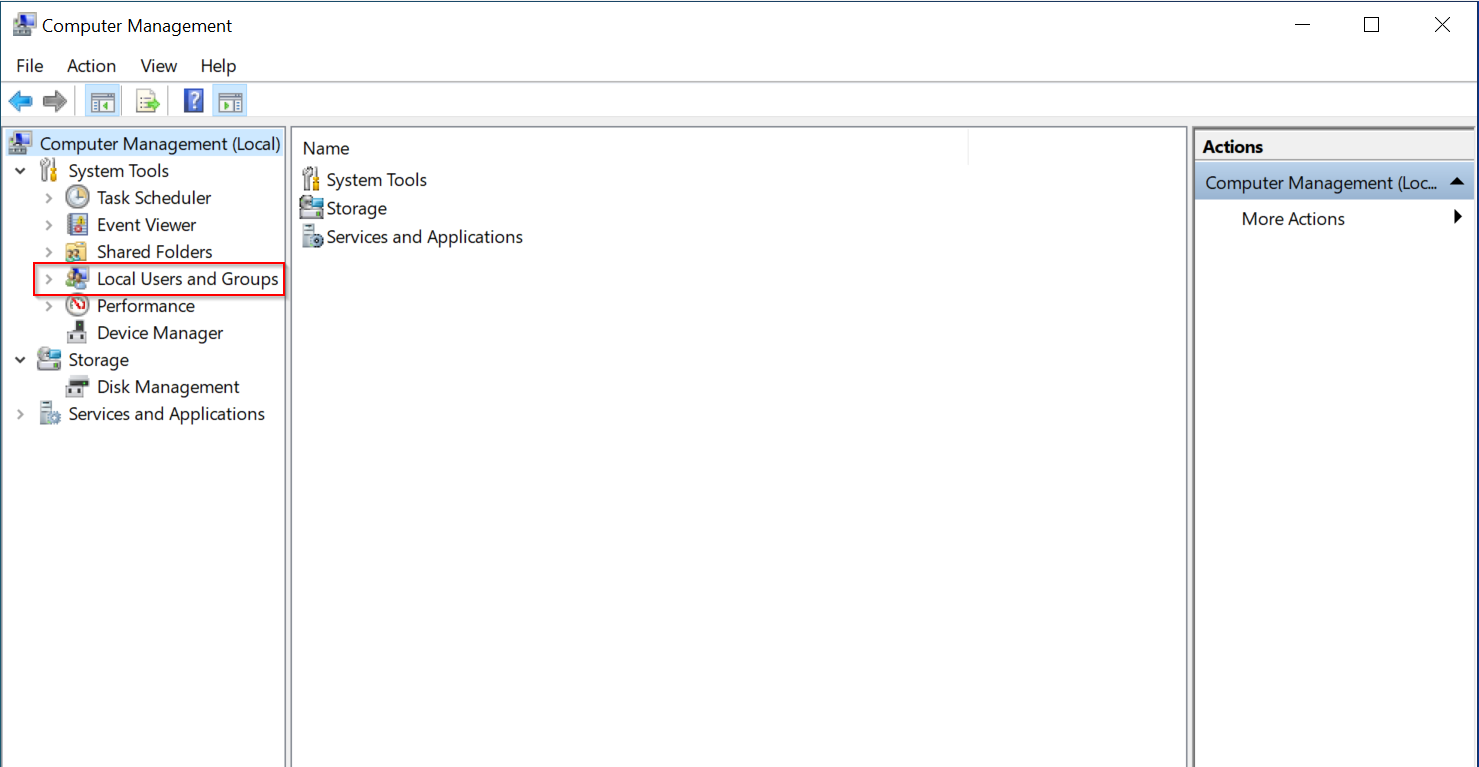 Computer Management
File Action View Help
Computer Management (Local)
System Tools
Task Scheduler
Event Viewer
Shared Folders
Local Users and Groups
Performance
Device Manager
Storage
Disk Management
Services and Applications
Name
System Tools
Storage
Services and Applications
Actions
Computer Management (Loc...
More Actions